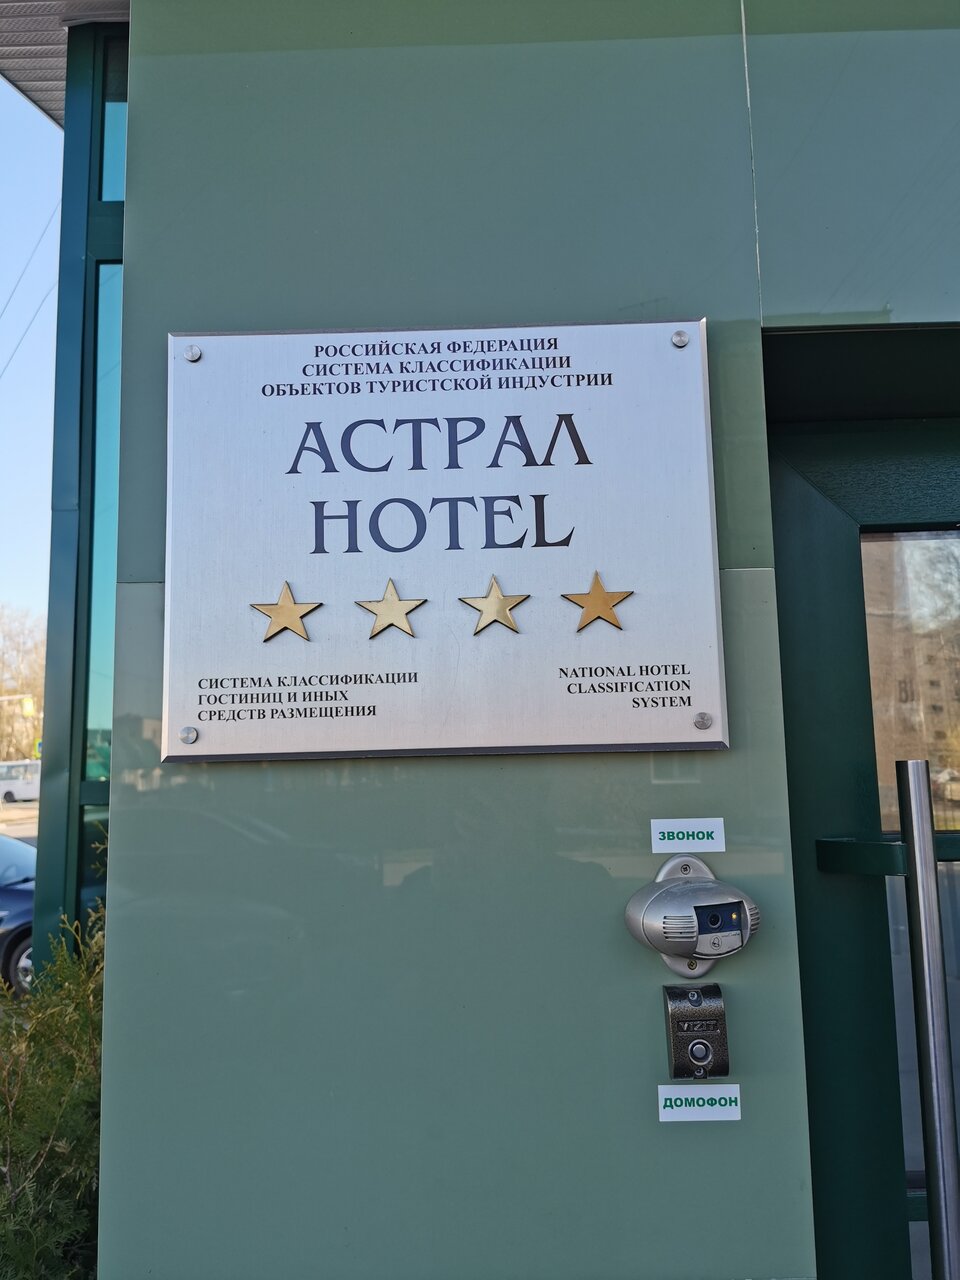 РОССИЙСКАЯ ФЕДЕРАЦИЯ
СИСТЕМА КЛАССИФИКАЦИИ
ОБЪЕКТОВ ТУРИСТСКОЙ ИНДУСТРИИ
АСТРАЛ
HOTEL
СИСТЕМА КЛАССИФИКАЦИИ
ГОСТИНИЦ И ИНЫХ
СРЕДСТВ РАЗМЕЩЕНИЯ
NATIONAL HOTEL
CLASSIFICATION
SYSTEM
ЗВОНОК
VIZIT
ДОМОФОН